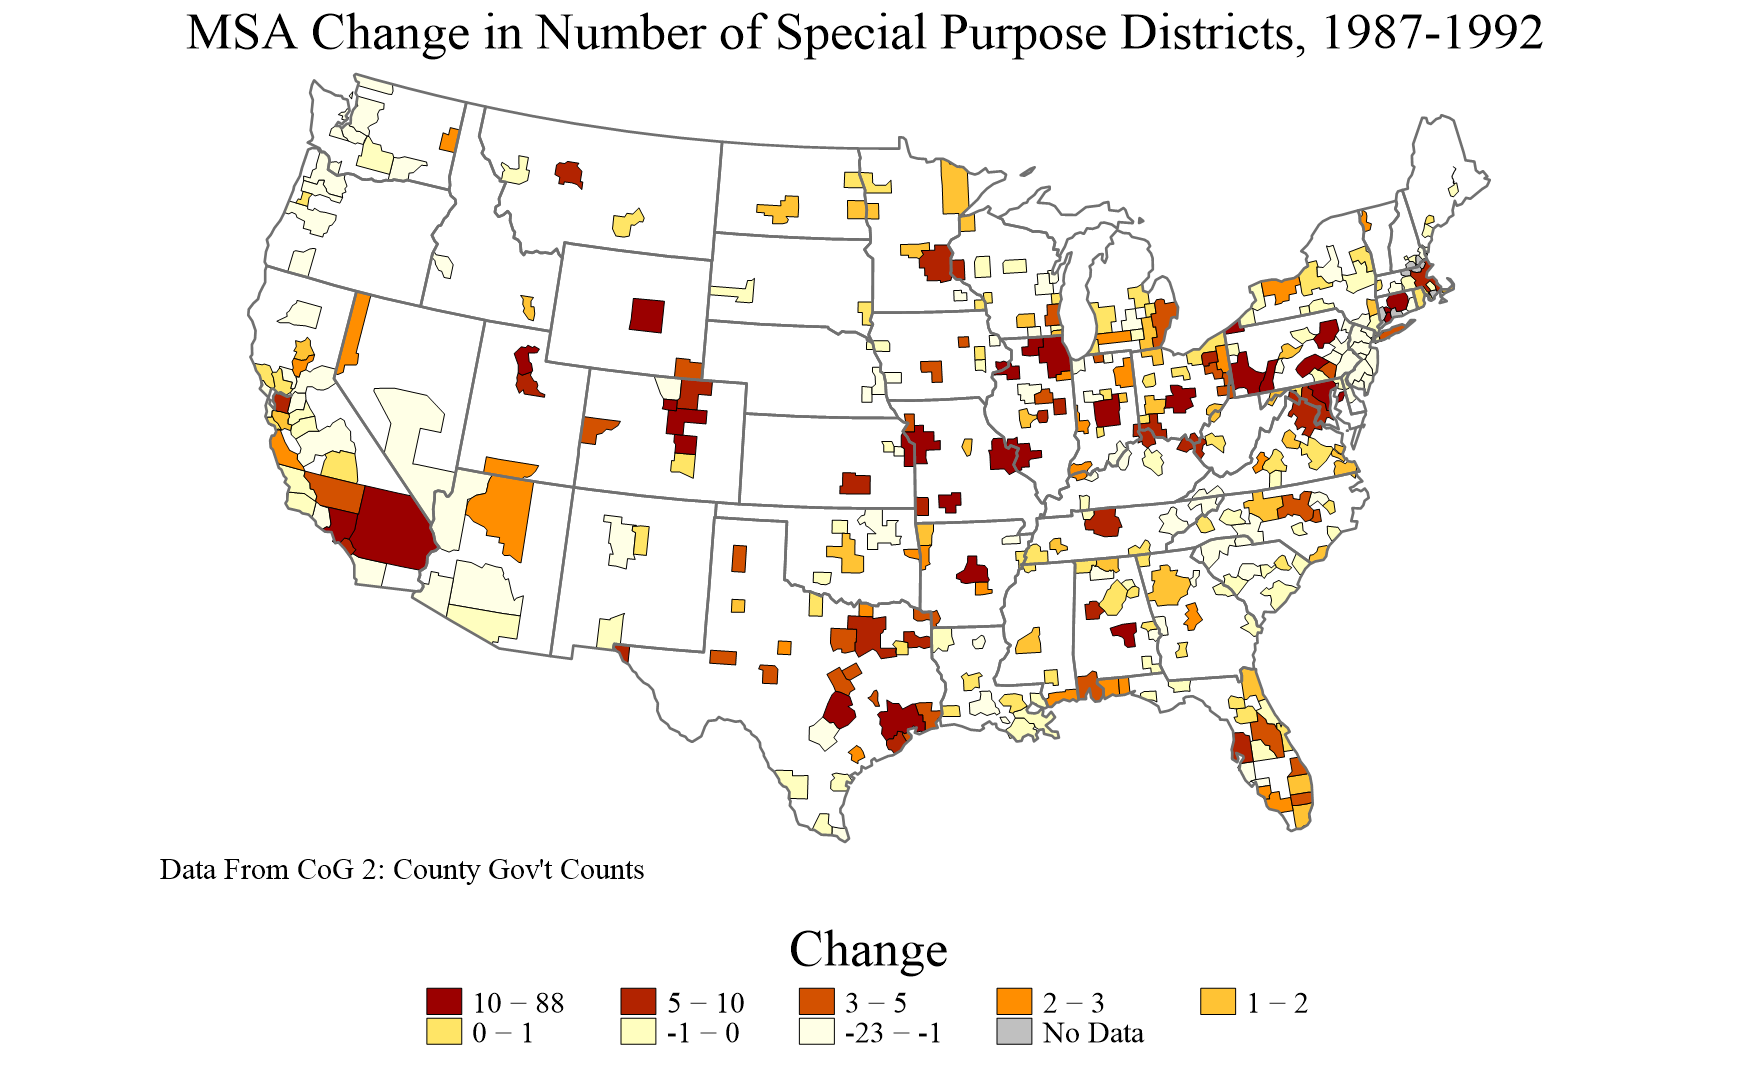 MSA Change in Number of Special Purpose Districts, 1987-1992
Data From CoG 2: County Gov't Counts
Change
10 – 88 5 – 10 3 – 5 2 – 3 1 – 2
0 – 1 -1 – 0 -23 – -1 No Data